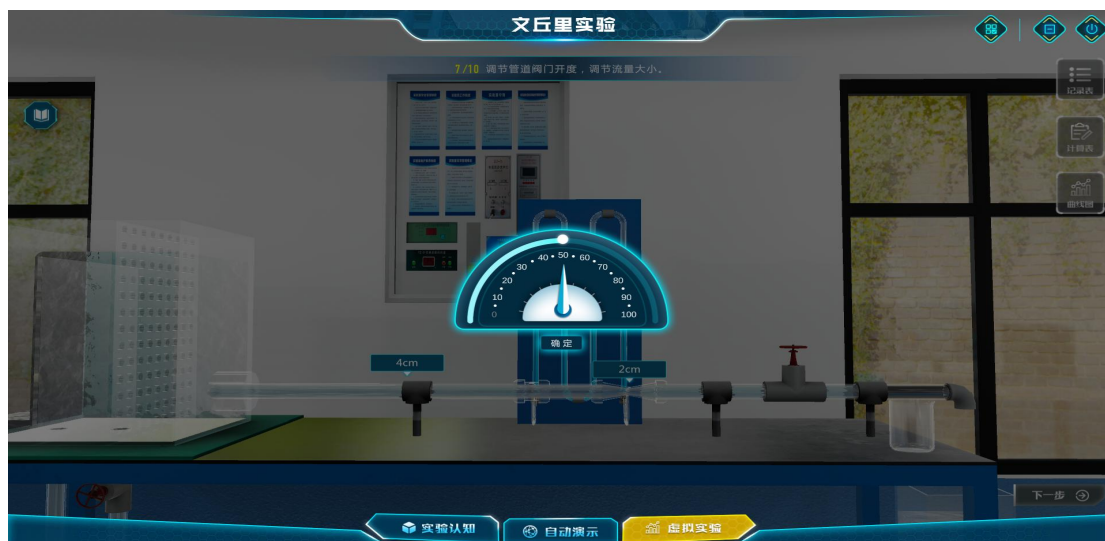 文丘里实验
7/10 调节管道阀门开度，调节流量大小。
记录表
计算表
曲线图
0
10
20
30
40
50
60
70
80
90
100
确定
4cm
2cm
下一步
实验认知
自动演示
虚拟实验